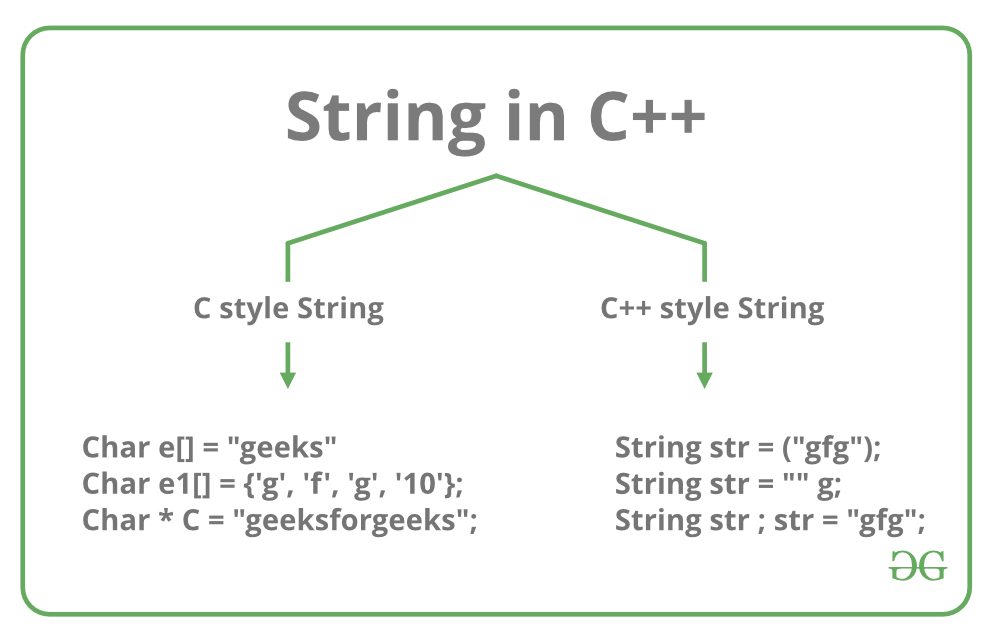 String in C++
C style String
C++ style String
Char e[] = "geeks"
Char e1[] = {'g', 'f', 'g', '10'};
Char * C = "geeksforgeeks";
String str = ("gfg");
String str = "" g;
String str ; str = "gfg";